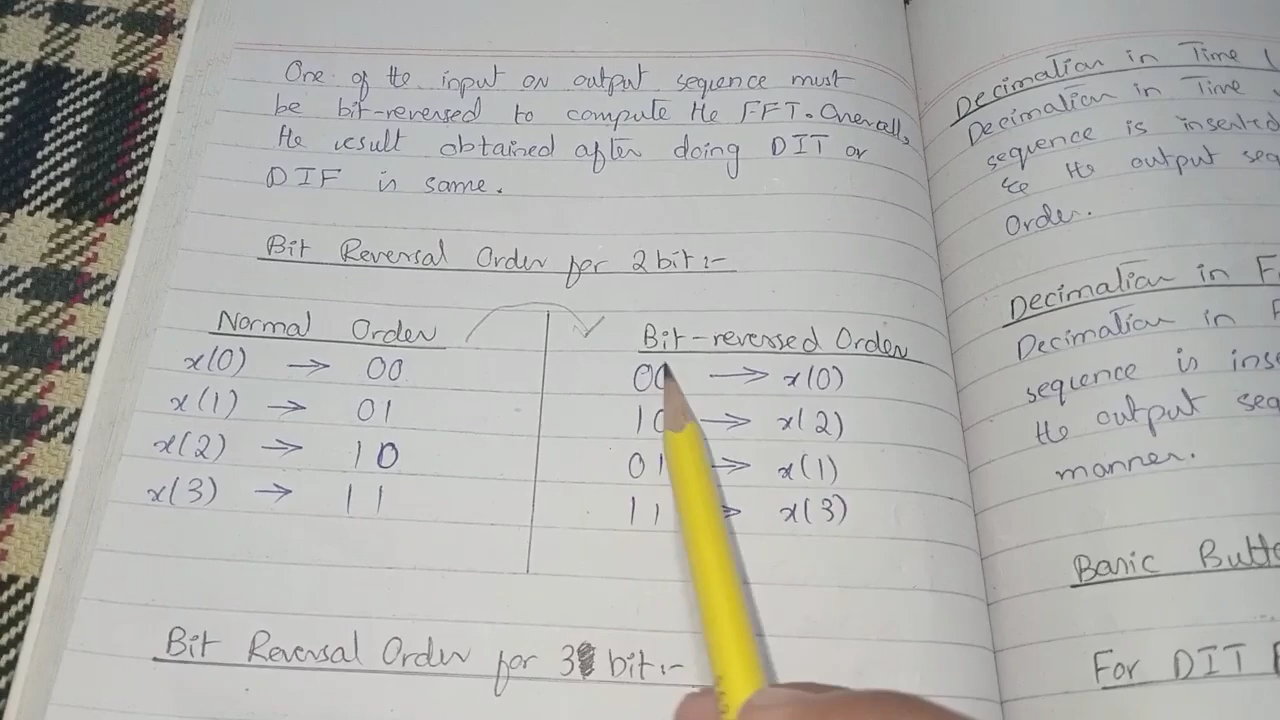 One of the input or output sequence must
be bit-reversed to compute the FFT. Overall,
the result obtained after doing DIT or
DIF is same.
Bit Reversal Order for 2 bit :-
Normal Order
x(0) → 00
x(1) → 01
x(2) → 10
x(3) → 11
Bit-reversed Order
00 → x(0)
10 → x(2)
01 → x(1)
11 → x(3)
Bit Reversal Order for 3 bit :-
Decimation in Time (
Decimation in Time
sequence is inserted
the output
Order.
Decimation in
Decimation in
sequence is
the output
manner.
Basic
For DIT